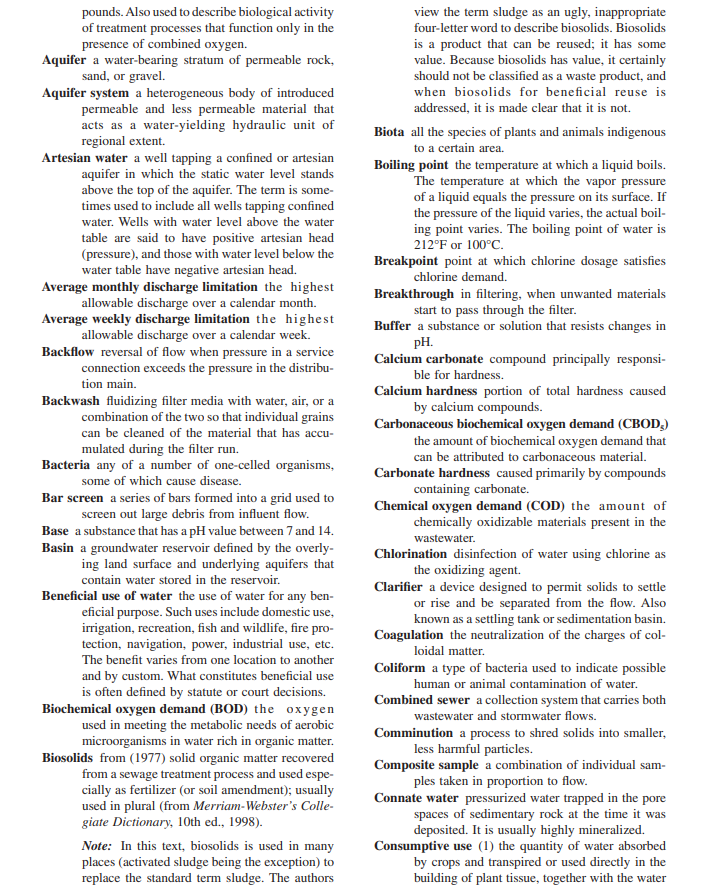 pounds. Also used to describe biological activity
of treatment processes that function only in the
presence of combined oxygen.
Aquifer a water-bearing stratum of permeable rock,
sand, or gravel.
Aquifer system a heterogeneous body of introduced
permeable and less permeable material that
acts as a water-yielding hydraulic unit of
regional extent.
Artesian water a well tapping a confined or artesian
aquifer in which the static water level stands
above the top of the aquifer. The term is some-
times used to include all wells tapping confined
water. Wells with water level above the water
table are said to have positive artesian head
(pressure), and those with water level below the
water table have negative artesian head.
Average monthly discharge limitation the highest
allowable discharge over a calendar month.
Average weekly discharge limitation the highest
allowable discharge over a calendar week.
Backflow reversal of flow when pressure in a service
connection exceeds the pressure in the distribu-
tion main.
Backwash fluidizing filter media with water, air, or a
combination of the two so that individual grains
can be cleaned of the material that has accu-
mulated during the filter run.
Bacteria any of a number of one-celled organisms,
some of which cause disease.
Bar screen a series of bars formed into a grid used to
screen out large debris from influent flow.
Base a substance that has a pH value between 7 and 14.
Basin a groundwater reservoir defined by the overly-
ing land surface and underlying aquifers that
contain water stored in the reservoir.
Beneficial use of water the use of water for any ben-
eficial purpose. Such uses include domestic use,
irrigation, recreation, fish and wildlife, fire pro-
tection, navigation, power, industrial use, etc.
The benefit varies from one location to another
and by custom. What constitutes beneficial use
is often defined by statute or court decisions.
Biochemical oxygen demand (BOD) the oxygen
used in meeting the metabolic needs of aerobic
microorganisms in water rich in organic matter.
Biosolids from (1977) solid organic matter recovered
from a sewage treatment process and used espe-
cially as fertilizer (or soil amendment); usually
used in plural (from Merriam-Webster's Colle-
giate Dictionary, 10th ed., 1998).
Note: In this text, biosolids is used in many
places (activated sludge being the exception) to
replace the standard term sludge. The authors
view the term sludge as an ugly, inappropriate
four-letter word to describe biosolids. Biosolids
is a product that can be reused; it has some
value. Because biosolids has value, it certainly
should not be classified as a waste product, and
when biosolids for beneficial reuse is
addressed, it is made clear that it is not.
Biota all the species of plants and animals indigenous
to a certain area.
Boiling point the temperature at which a liquid boils.
The temperature at which the vapor pressure
of a liquid equals the pressure on its surface. If
the pressure of the liquid varies, the actual boil-
ing point varies. The boiling point of water is
212°F or 100°C.
Breakpoint point at which chlorine dosage satisfies
chlorine demand.
Breakthrough in filtering, when unwanted materials
start to pass through the filter.
Buffer a substance or solution that resists changes in
pH.
Calcium carbonate compound principally responsi-
ble for hardness.
Calcium hardness portion of total hardness caused
by calcium compounds.
Carbonaceous biochemical oxygen demand (CBOD₅)
the amount of biochemical oxygen demand that
can be attributed to carbonaceous material.
Carbonate hardness caused primarily by compounds
containing carbonate.
Chemical oxygen demand (COD) the amount of
chemically oxidizable materials present in the
wastewater.
Chlorination disinfection of water using chlorine as
the oxidizing agent.
Clarifier a device designed to permit solids to settle
or rise and be separated from the flow. Also
known as a settling tank or sedimentation basin.
Coagulation the neutralization of the charges of col-
loidal matter.
Coliform a type of bacteria used to indicate possible
human or animal contamination of water.
Combined sewer a collection system that carries both
wastewater and stormwater flows.
Comminution a process to shred solids into smaller,
less harmful particles.
Composite sample a combination of individual sam-
ples taken in proportion to flow.
Connate water pressurized water trapped in the pore
spaces of sedimentary rock at the time it was
deposited. It is usually highly mineralized.
Consumptive use (1) the quantity of water absorbed
by crops and transpired or used directly in the
building of plant tissue, together with the water